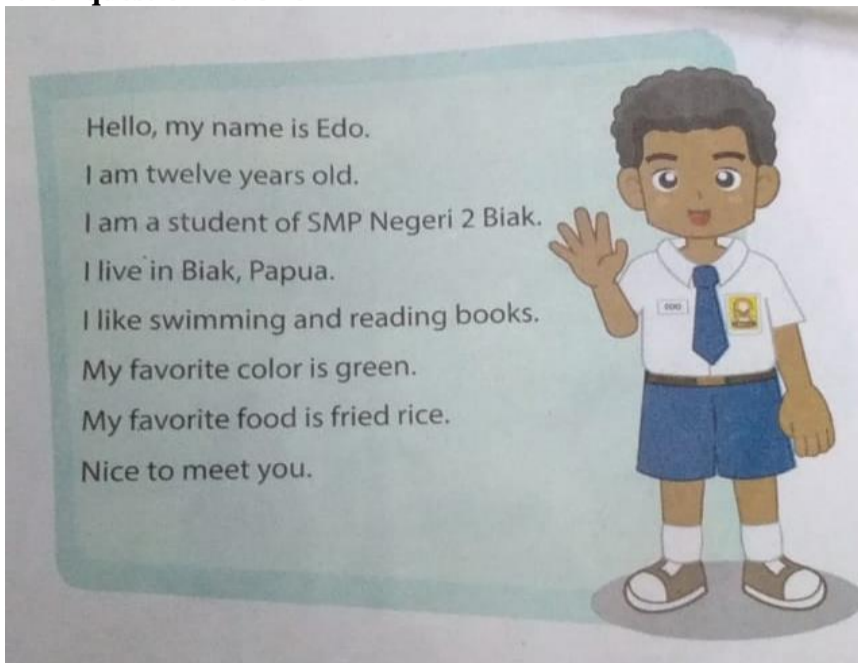 Hello, my name is Edo.
I am twelve years old.
I am a student of SMP Negeri 2 Biak.
I live in Biak, Papua.
I like swimming and reading books.
My favorite color is green.
My favorite food is fried rice.
Nice to meet you.
EDO